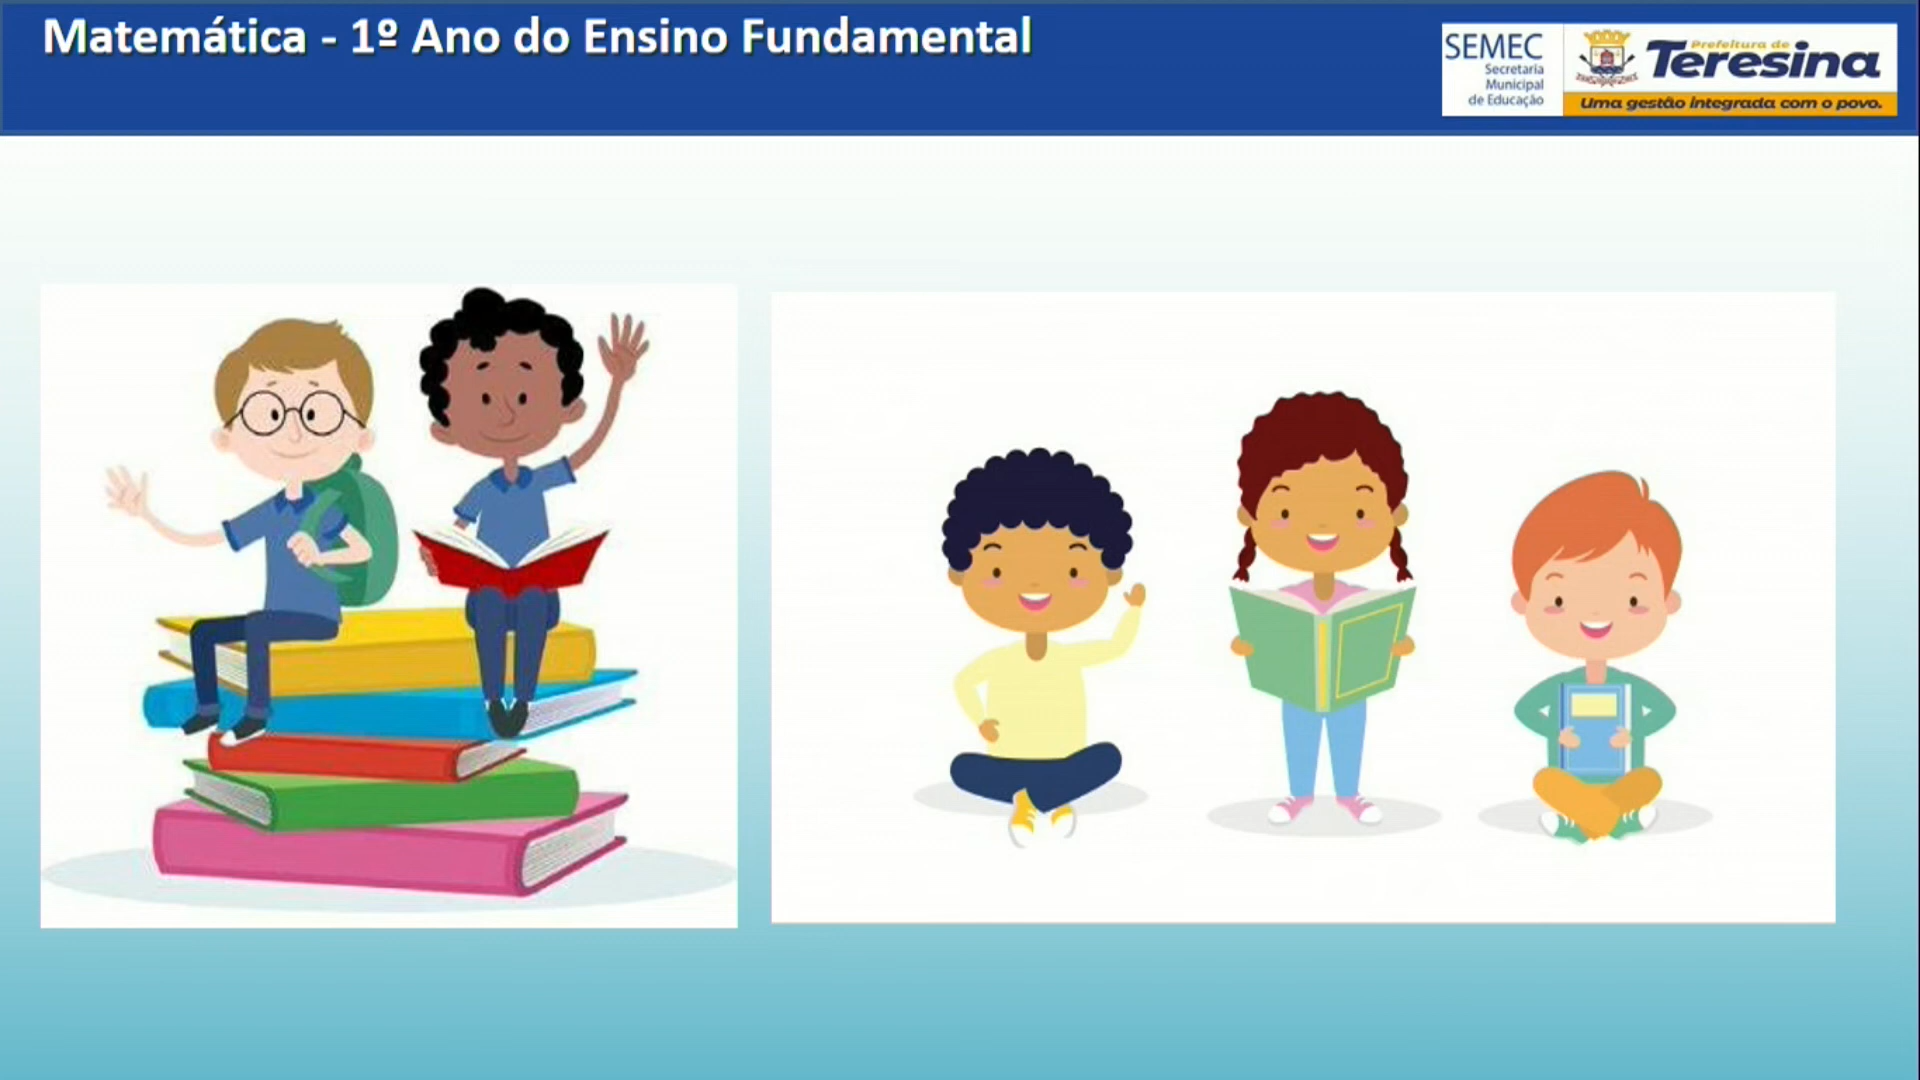 Matemática - 1º Ano do Ensino Fundamental
SEMEC
Secretaria
Municipal
de Educação
Prefeitura de
Teresina
Uma gestão integrada com o povo.